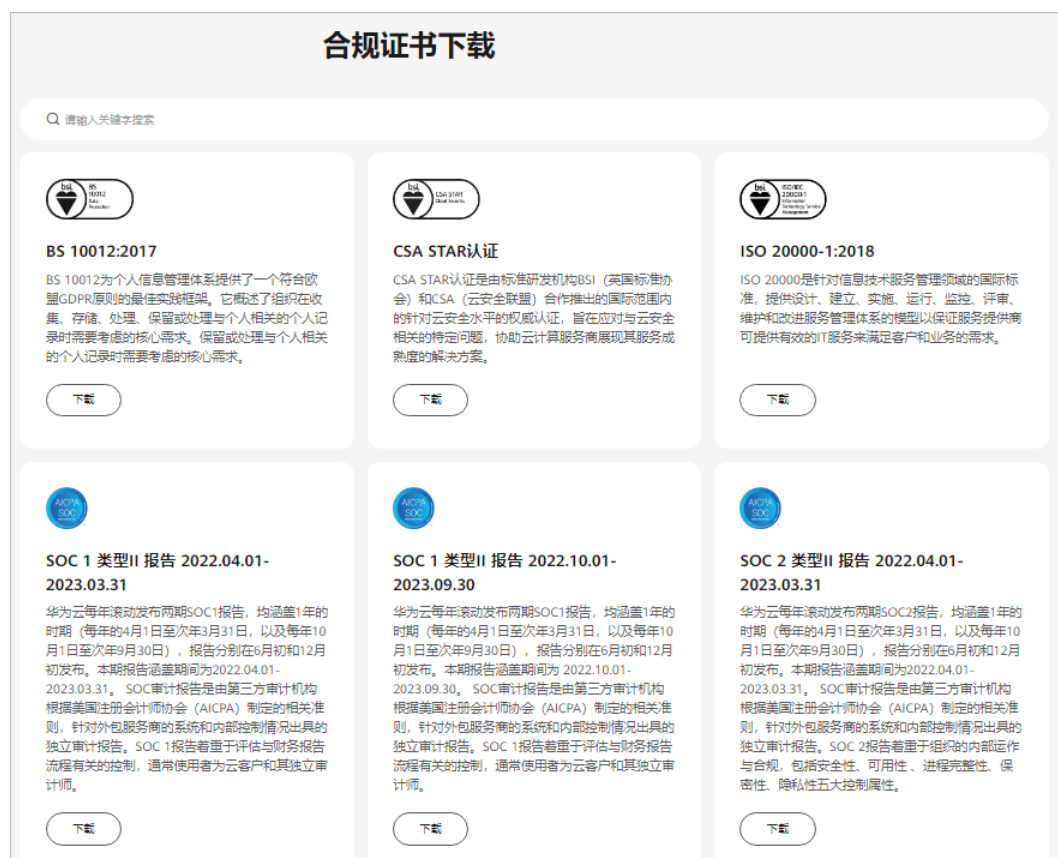 合规证书下载
请输入关键字搜索
bsi.
BS
10012
Data
Protection
BS 10012:2017
BS 10012为个人信息管理体系提供了一个符合欧
盟GDPR原则的最佳实践框架。它概述了组织在收
集、存储、处理、保留或处理与个人相关的个人记
录时需要考虑的核心需求。保留或处理与个人相关
的个人记录时需要考虑的核心需求。
下载
bsi.
CSA STAR
Cloud Security
CSA STAR认证
CSA STAR认证是由标准研发机构BSI（英国标准协
会）和CSA（云安全联盟）合作推出的国际范围内
的针对云安全水平的权威认证，旨在应对与云安全
相关的特定问题，协助云计算服务商展现其服务成
熟度的解决方案。
下载
bsi.
ISO/IEC
20000-1
Information
Technology Service
Management
ISO 20000-1:2018
ISO 20000是针对信息技术服务管理领域的国际标
准，提供设计、建立、实施、运行、监控、评审、
维护和改进服务管理体系的模型以保证服务提供商
可提供有效的IT服务来满足客户和业务的需求。
下载
AICPA
SOC
SOC 1 类型II 报告 2022.04.01-
2023.03.31
华为云每年滚动发布两期SOC1报告，均涵盖1年的
时期（每年的4月1日至次年3月31日，以及每年10
月1日至次年9月30日），报告分别在6月初和12月
初发布。本期报告涵盖期间为2022.04.01-
2023.03.31。 SOC审计报告是由第三方审计机构
根据美国注册会计师协会（AICPA）制定的相关准
则，针对外包服务商的系统和内部控制情况出具的
独立审计报告。SOC 1报告着重于评估与财务报告
流程有关的控制，通常使用者为云客户和其独立审
计师。
下载
AICPA
SOC
SOC 1 类型II 报告 2022.10.01-
2023.09.30
华为云每年滚动发布两期SOC1报告，均涵盖1年的
时期（每年的4月1日至次年3月31日，以及每年10
月1日至次年9月30日），报告分别在6月初和12月
初发布。本期报告涵盖期间为 2022.10.01-
2023.09.30。 SOC审计报告是由第三方审计机构
根据美国注册会计师协会（AICPA）制定的相关准
则，针对外包服务商的系统和内部控制情况出具的
独立审计报告。SOC 1报告着重于评估与财务报告
流程有关的控制，通常使用者为云客户和其独立审
计师。
下载
AICPA
SOC
SOC 2 类型II 报告 2022.04.01-
2023.03.31
华为云每年滚动发布两期SOC2报告，均涵盖1年的
时期（每年的4月1日至次年3月31日，以及每年10
月1日至次年9月30日），报告分别在6月初和12月
初发布。本期报告涵盖期间为2022.04.01-
2023.03.31。 SOC审计报告是由第三方审计机构
根据美国注册会计师协会（AICPA）制定的相关准
则，针对外包服务商的系统和内部控制情况出具的
独立审计报告。SOC 2报告着重于组织的内部运作
与合规，包括安全性、可用性 、进程完整性、保
密性、隐私性五大控制属性。
下载